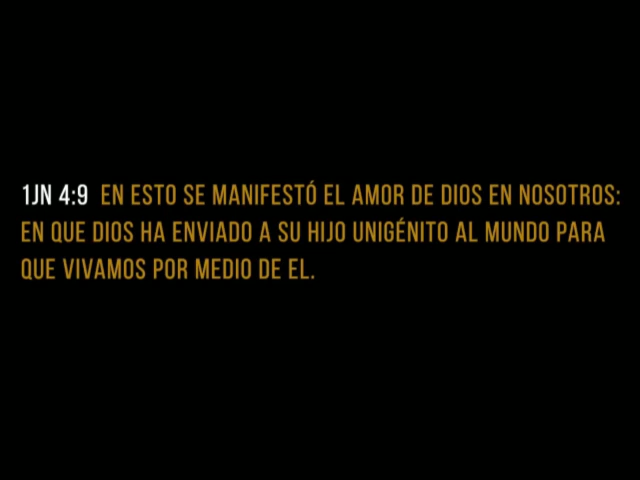 1JN 4:9 EN ESTO SE MANIFESTÓ EL AMOR DE DIOS EN NOSOTROS:
EN QUE DIOS HA ENVIADO A SU HIJO UNIGÉNITO AL MUNDO PARA
QUE VIVAMOS POR MEDIO DE EL.